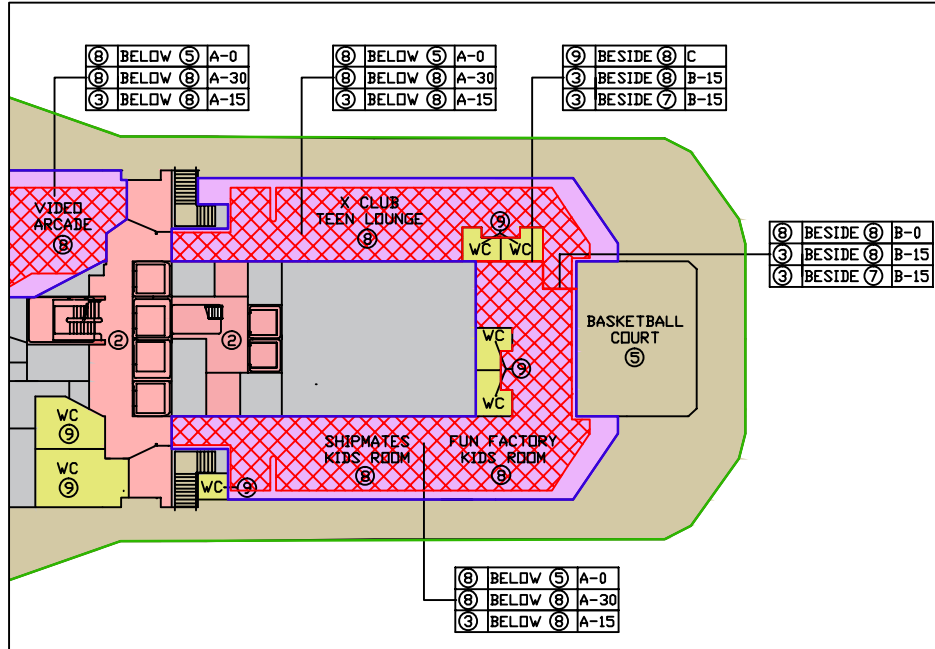 ⑧ BELOW ⑤ A-0
⑧ BELOW ⑧ A-30
③ BELOW ⑧ A-15
⑧ BELOW ⑤ A-0
⑧ BELOW ⑧ A-30
③ BELOW ⑧ A-15
⑨ BESIDE ⑧ C
③ BESIDE ⑧ B-15
③ BESIDE ⑦ B-15
VIDEO
ARCADE
⑧
X CLUB
TEEN LOUNGE
⑧
⑨
WC WC
⑧ BESIDE ⑧ B-0
③ BESIDE ⑧ B-15
③ BESIDE ⑦ B-15
②
②
WC
⑨
WC
BASKETBALL
COURT
⑤
WC
⑨
WC
⑨
WC ⑨
SHIPMATES
KIDS ROOM
⑧
FUN FACTORY
KIDS ROOM
⑧
⑧ BELOW ⑤ A-0
⑧ BELOW ⑧ A-30
③ BELOW ⑧ A-15